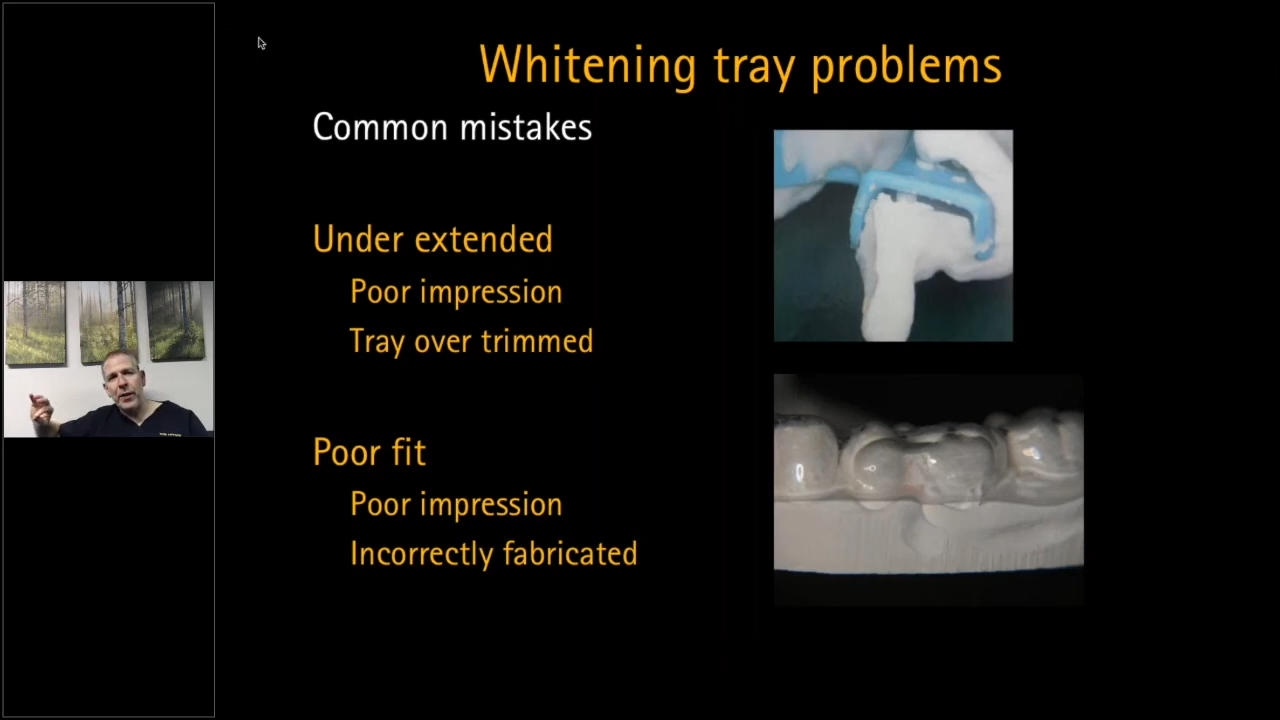 Whitening tray problems
Common mistakes
Under extended
Poor impression
Tray over trimmed
Poor fit
Poor impression
Incorrectly fabricated